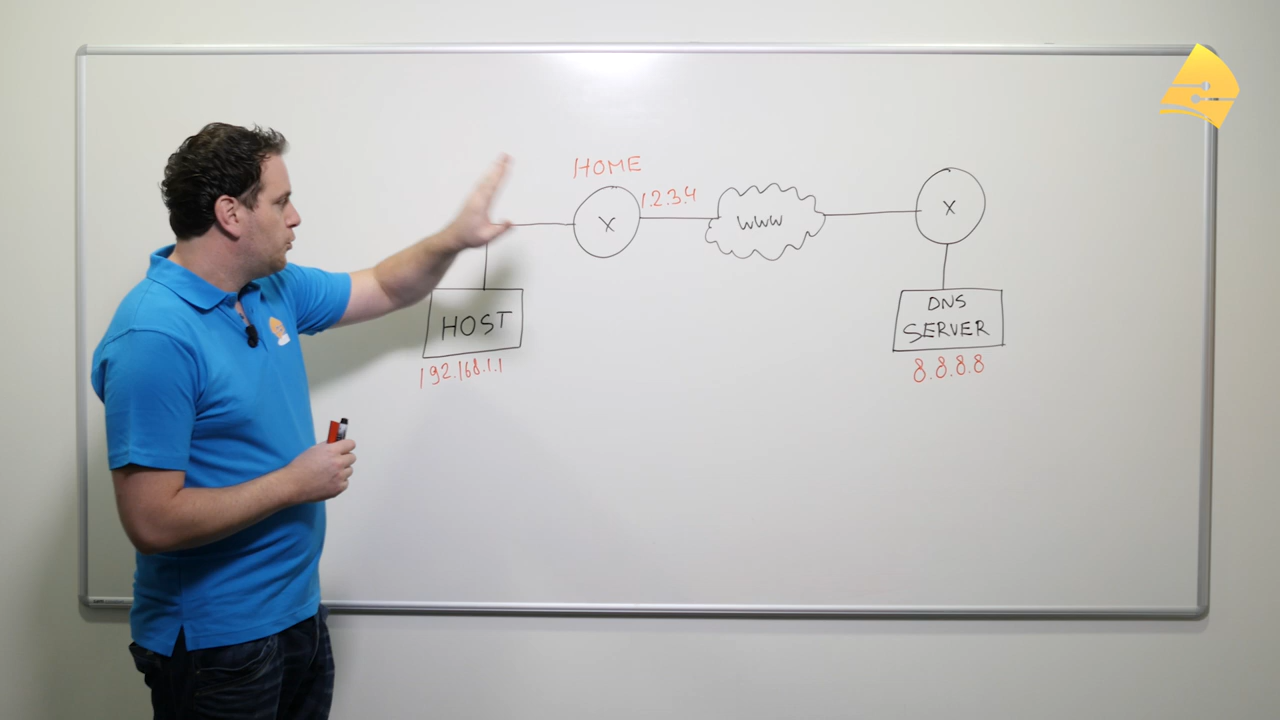 HOME
1.2.3.4
X
WWW
X
HOST
192.168.1.1
DNS
SERVER
8.8.8.8